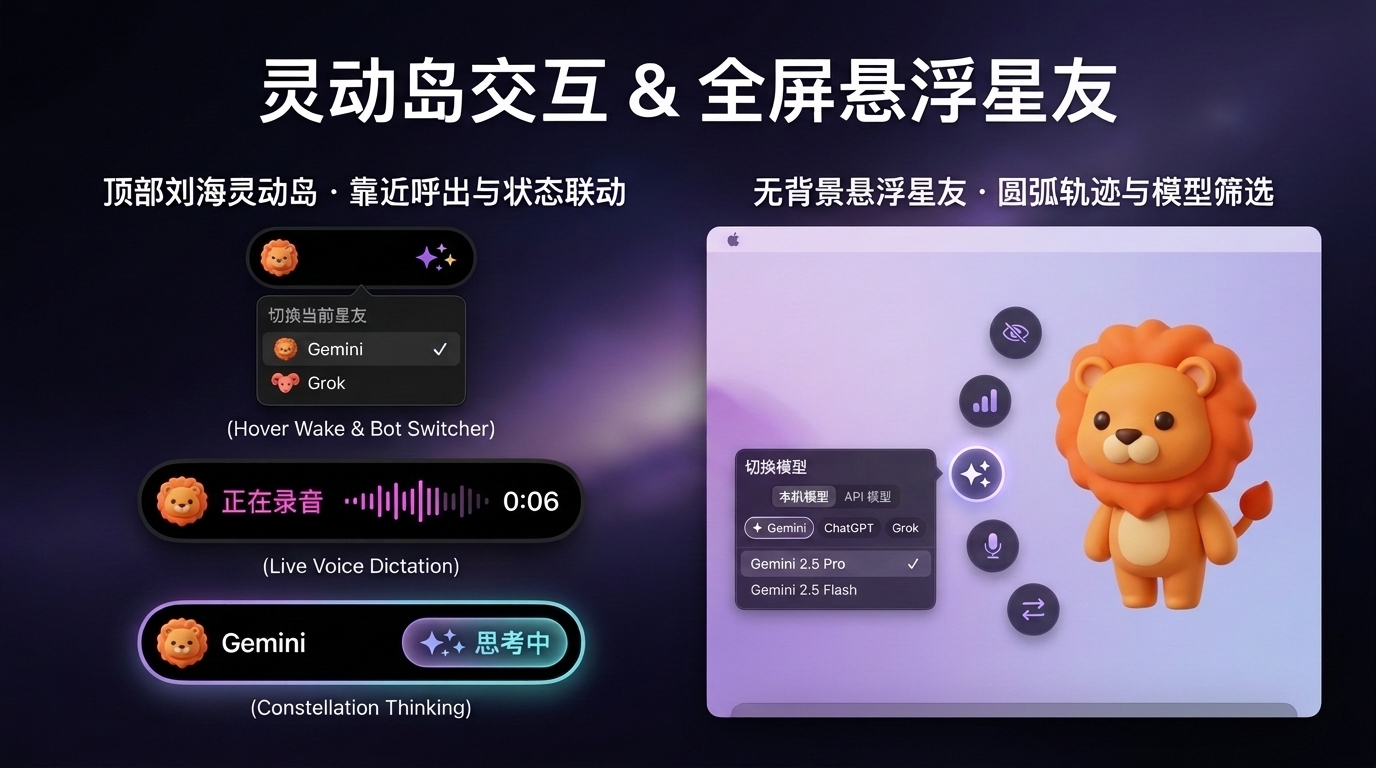 灵动岛交互 & 全屏悬浮星友
顶部刘海灵动岛 · 靠近呼出与状态联动
切换当前星友
Gemini
Grok
(Hover Wake & Bot Switcher)
正在录音 0:06
(Live Voice Dictation)
Gemini 思考中
(Constellation Thinking)
无背景悬浮星友 · 圆弧轨迹与模型筛选
切换模型
本机模型 API 模型
Gemini ChatGPT Grok
Gemini 2.5 Pro
Gemini 2.5 Flash